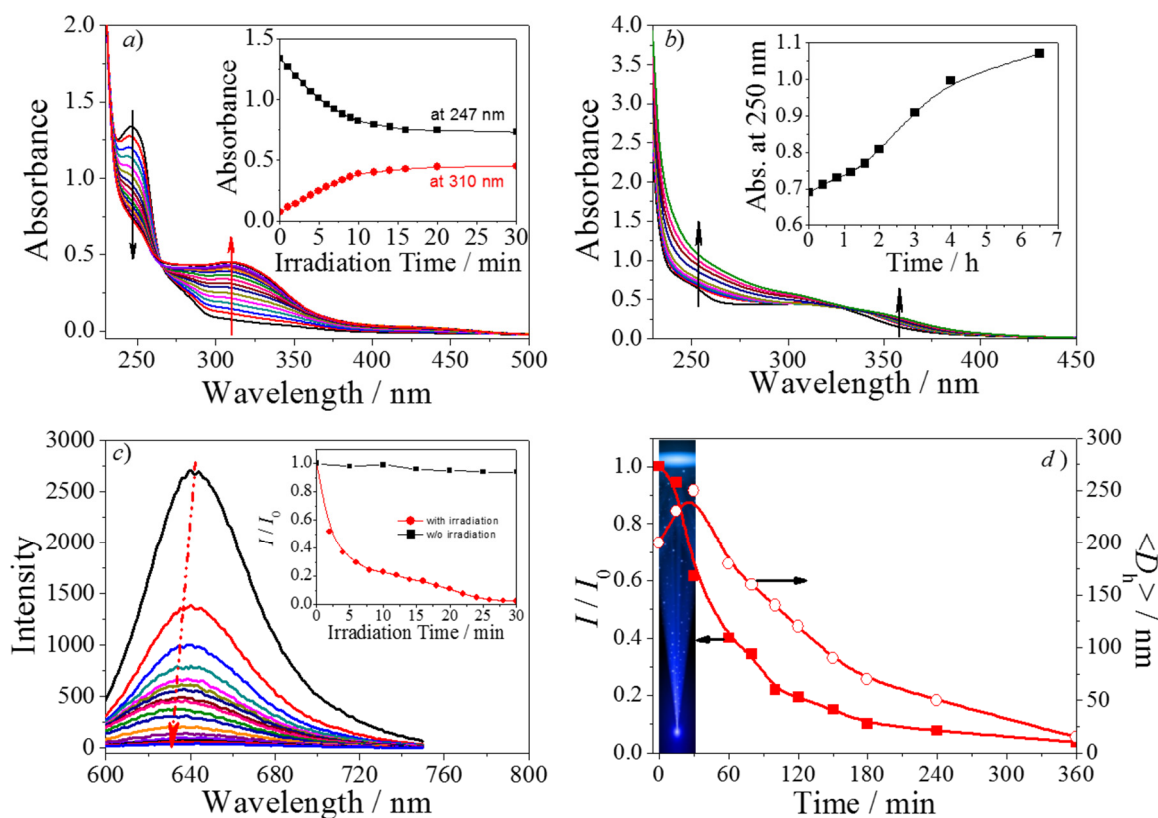 a)
2.0
1.5
1.0
0.5
0.0
Absorbance
250 300 350 400 450 500
Wavelength / nm
1.5
1.0
0.5
0.0
Absorbance
at 247 nm
at 310 nm
0 5 10 15 20 25 30
Irradiation Time / min
b)
4.0
3.5
3.0
2.5
2.0
1.5
1.0
0.5
0.0
Absorbance
250 300 350 400 450
Wavelength / nm
1.1
1.0
0.9
0.8
0.7
0.6
Abs. at 250 nm
0 1 2 3 4 5 6 7
Time / h
c)
3000
2500
2000
1500
1000
500
0
Intensity
600 640 680 720 760 800
Wavelength / nm
1.0
0.8
0.6
0.4
0.2
0.0
I / I0
with irradiation
w/o irradiation
0 5 10 15 20 25 30
Irradiation Time / min
d)
1.0
0.8
0.6
0.4
0.2
0.0
I / I0
300
250
200
150
100
50
0
<Dh> / nm
0 60 120 180 240 300 360
Time / min